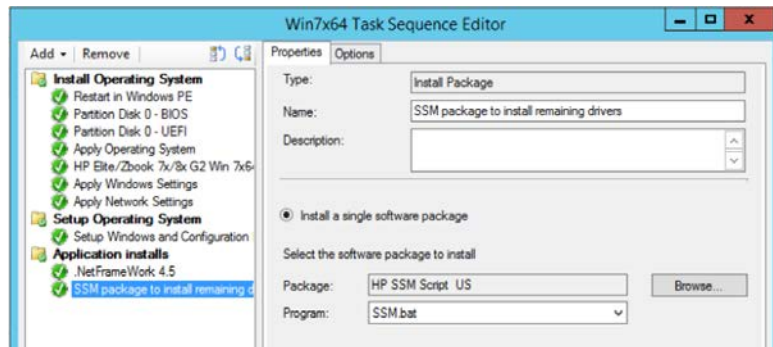 Win7x64 Task Sequence Editor
Add Remove
Properties Options
Install Operating System
Restart in Windows PE
Partition Disk 0 - BIOS
Partition Disk 0 - UEFI
Apply Operating System
HP Elite/Zbook 7x/8x G2 Win 7x64
Apply Windows Settings
Apply Network Settings
Setup Operating System
Setup Windows and Configuration
Application installs
.NetFrameWork 4.5
SSM package to install remaining d
Type: Install Package
Name: SSM package to install remaining drivers
Description:
Install a single software package
Select the software package to install
Package: HP SSM Script US Browse...
Program: SSM.bat